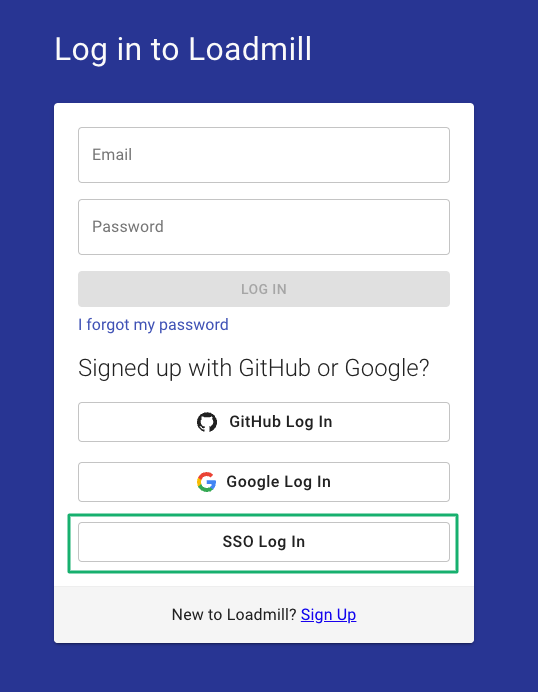 Log in to Loadmill
Email
Password
LOG IN
I forgot my password
Signed up with GitHub or Google?
GitHub Log In
Google Log In
SSO Log In
New to Loadmill? Sign Up